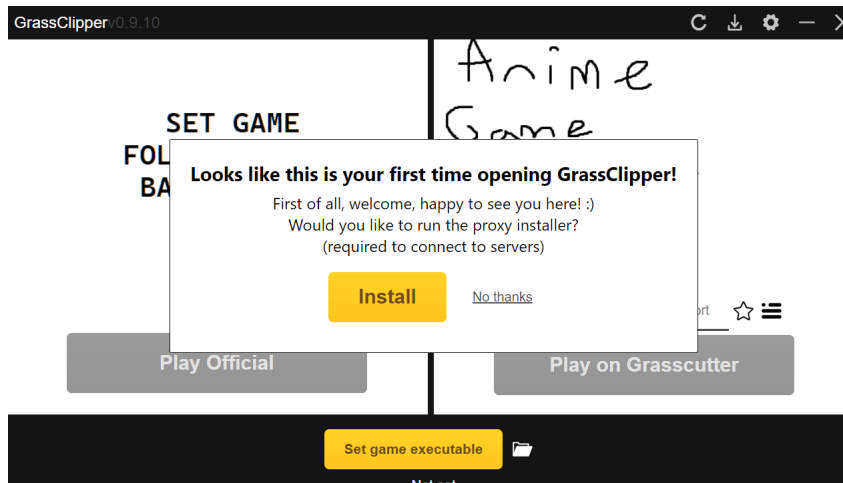 GrassClipper v0.9.10
Anime
Game
SET GAME
FOL
BA
Looks like this is your first time opening GrassClipper!
First of all, welcome, happy to see you here! :)
Would you like to run the proxy installer?
(required to connect to servers)
Install
No thanks
Play Official
Play on Grasscutter
Set game executable